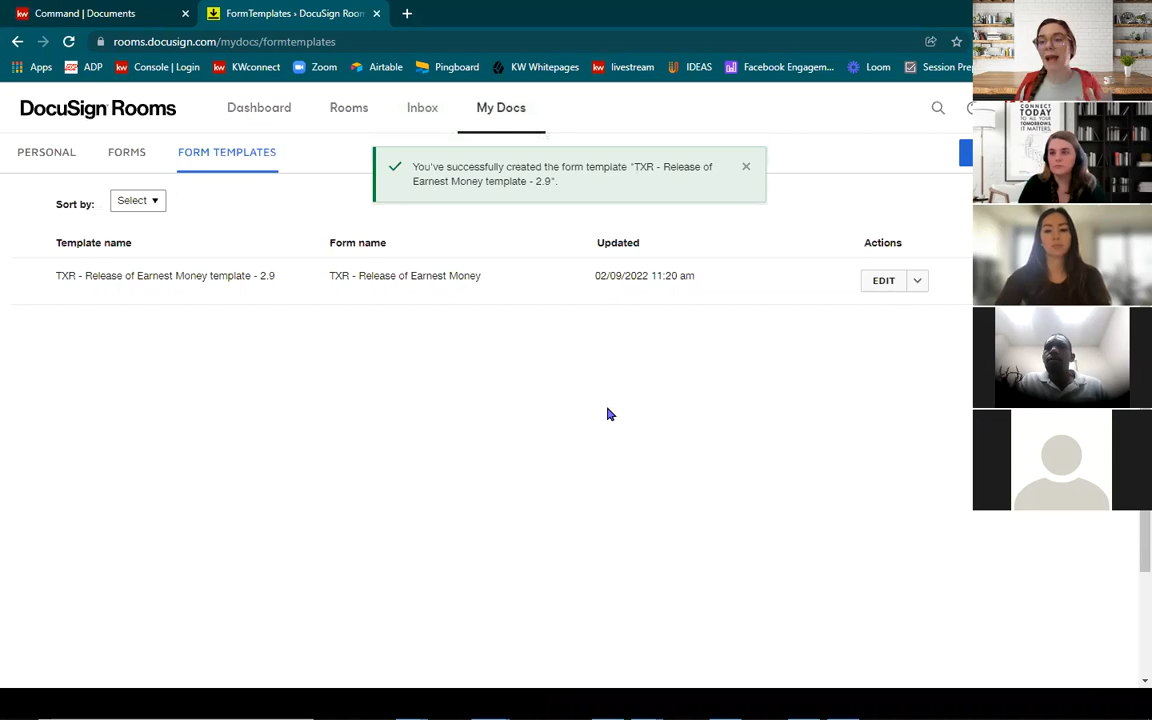 Command | Documents
FormTemplates › DocuSign Room
rooms.docusign.com/mydocs/formtemplates
Apps ADP Console | Login KWconnect Zoom Airtable Pingboard KW Whitepages livestream IDEAS Facebook Engagem... Loom Session Prep
DocuSign Rooms Dashboard Rooms Inbox My Docs
PERSONAL FORMS FORM TEMPLATES
You've successfully created the form template "TXR - Release of
Earnest Money template - 2.9".
Sort by: Select
Template name Form name Updated Actions
TXR - Release of Earnest Money template - 2.9 TXR - Release of Earnest Money 02/09/2022 11:20 am EDIT
CONNECT
TODAY
TO ALL YOUR
TOMORROWS.
IT MATTERS.